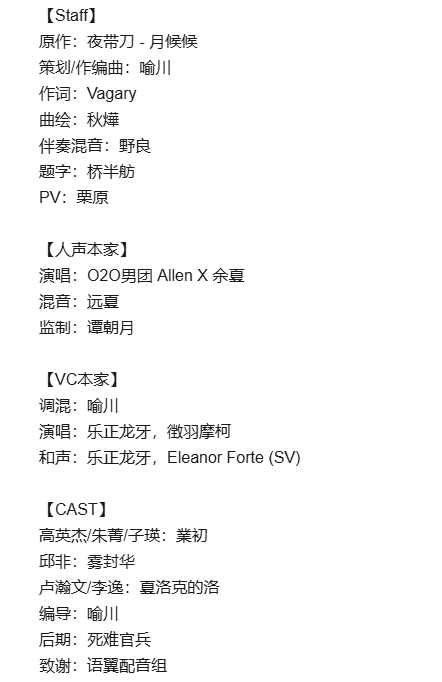 【Staff】
原作：夜带刀 - 月候候
策划/作编曲：喻川
作词：Vagary
曲绘：秋燁
伴奏混音：野良
题字：桥半舫
PV：栗原
【人声本家】
演唱：O2O男团 Allen X 余夏
混音：远夏
监制：谭朝月
【VC本家】
调混：喻川
演唱：乐正龙牙，徵羽摩柯
和声：乐正龙牙，Eleanor Forte (SV)
【CAST】
高英杰/朱菁/子瑛：業初
邱非：雾封华
卢瀚文/李逸：夏洛克的洛
编导：喻川
后期：死难官兵
致谢：语翼配音组